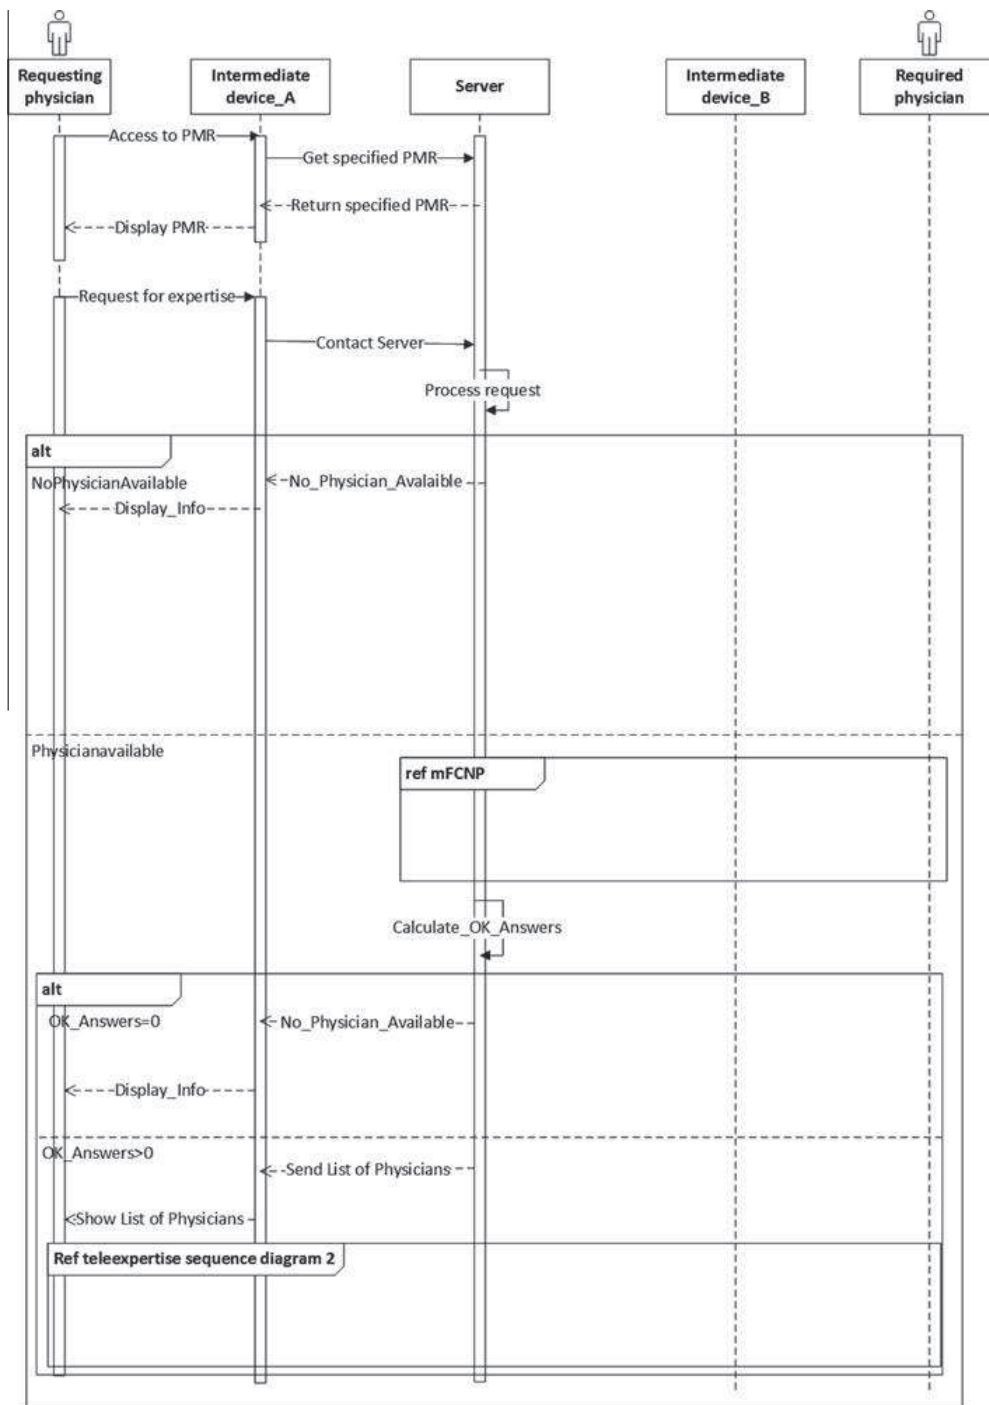 Requesting
physician
Intermediate
device_A
Server
Intermediate
device_B
Required
physician
Access to PMR
Get specified PMR
Return specified PMR
Display PMR
Request for expertise
Contact Server
Process request
alt
NoPhysicianAvailable
No_Physician_Avalaible
Display_Info
Physicianavailable
ref mFCNP
Calculate_OK_Answers
alt
OK_Answers=0
No_Physician_Available
Display_Info
OK_Answers>0
Send List of Physicians
Show List of Physicians
Ref teleexpertise sequence diagram 2